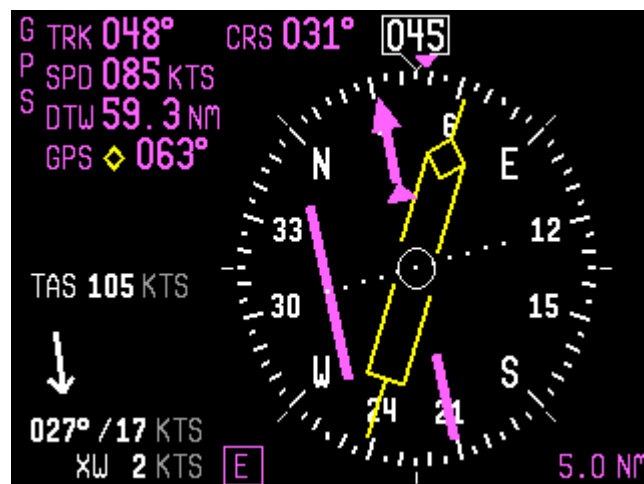 GPS
TRK 048° CRS 031° 045
SPD 085 KTS
DTW 59.3 NM
GPS 063°
N 6 E
33 12
TAS 105 KTS
30 15
W 24 21 S
027° / 17 KTS
XW 2 KTS E 5.0 NM